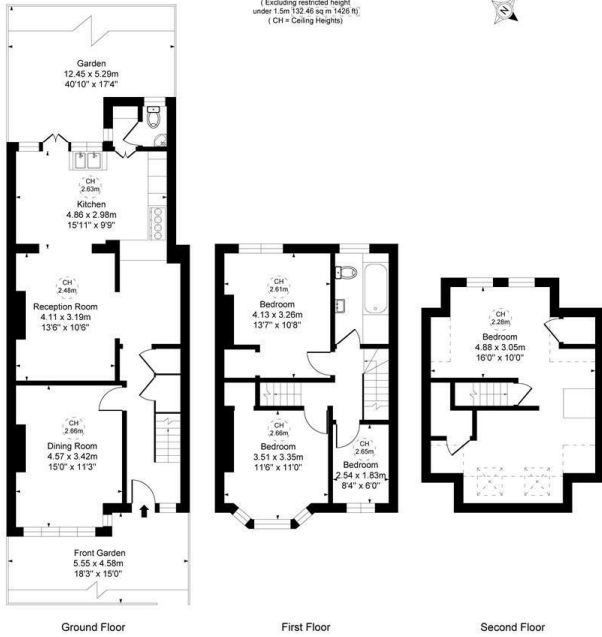 ( Excluding restricted height
under 1.5m 132.46 sq m 1426 ft)
( CH = Ceiling Heights)
N
Garden
12.45 x 5.29m
40'10" x 17'4"
CH
2.63m
Kitchen
4.86 x 2.98m
15'11" x 9'9"
CH
2.48m
Reception Room
4.11 x 3.19m
13'6" x 10'6"
CH
2.66m
Dining Room
4.57 x 3.42m
15'0" x 11'3"
Front Garden
5.55 x 4.58m
18'3" x 15'0"
Ground Floor
CH
2.61m
Bedroom
4.13 x 3.26m
13'7" x 10'8"
CH
2.66m
Bedroom
3.51 x 3.35m
11'6" x 11'0"
CH
2.65m
Bedroom
2.54 x 1.83m
8'4" x 6'0"
First Floor
CH
2.28m
Bedroom
4.88 x 3.05m
16'0" x 10'0"
Second Floor